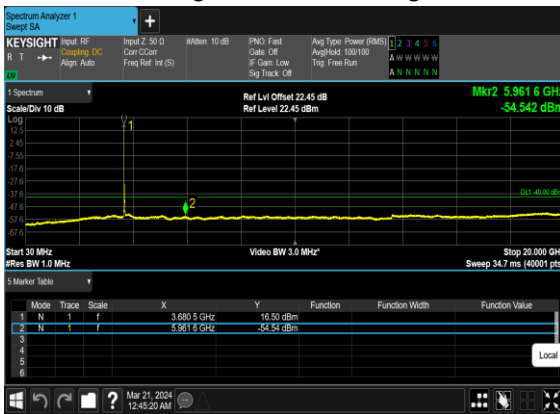 Spectrum Analyzer 1
Swept SA
KEYSIGHT Input: RF Input Z: 50 Ω #Atten: 10 dB PNO: Fast Avg Type: Power (RMS) 1 2 3 4 5 6
R T Coupling: DC Corr CCorr Gate: Off Avg|Hold: 100/100 A W W W W W
Align: Auto Freq Ref: Int (S) IF Gain: Low Trig: Free Run
Sig Track: Off A N N N N N
LV
1 Spectrum Mkr2 5.961 6 GHz
Scale/Div 10 dB Ref Lvl Offset 22.45 dB -54.542 dBm
Log Ref Level 22.45 dBm
12.5 1
2.45
-7.55
-17.6
-27.6
-37.6 DL1 -40.00 dBm
-47.6 2
-57.6
-67.6
Start 30 MHz Video BW 3.0 MHz* Stop 20.000 GHz
#Res BW 1.0 MHz Sweep 34.7 ms (40001 pts)
5 Marker Table
Mode Trace Scale X Y Function Function Width Function Value
1 N 1 f 3.680 5 GHz 16.50 dBm
2 N 1 f 5.961 6 GHz -54.54 dBm
3
4
5
6
Local
? Mar 21, 2024
12:45:20 AM